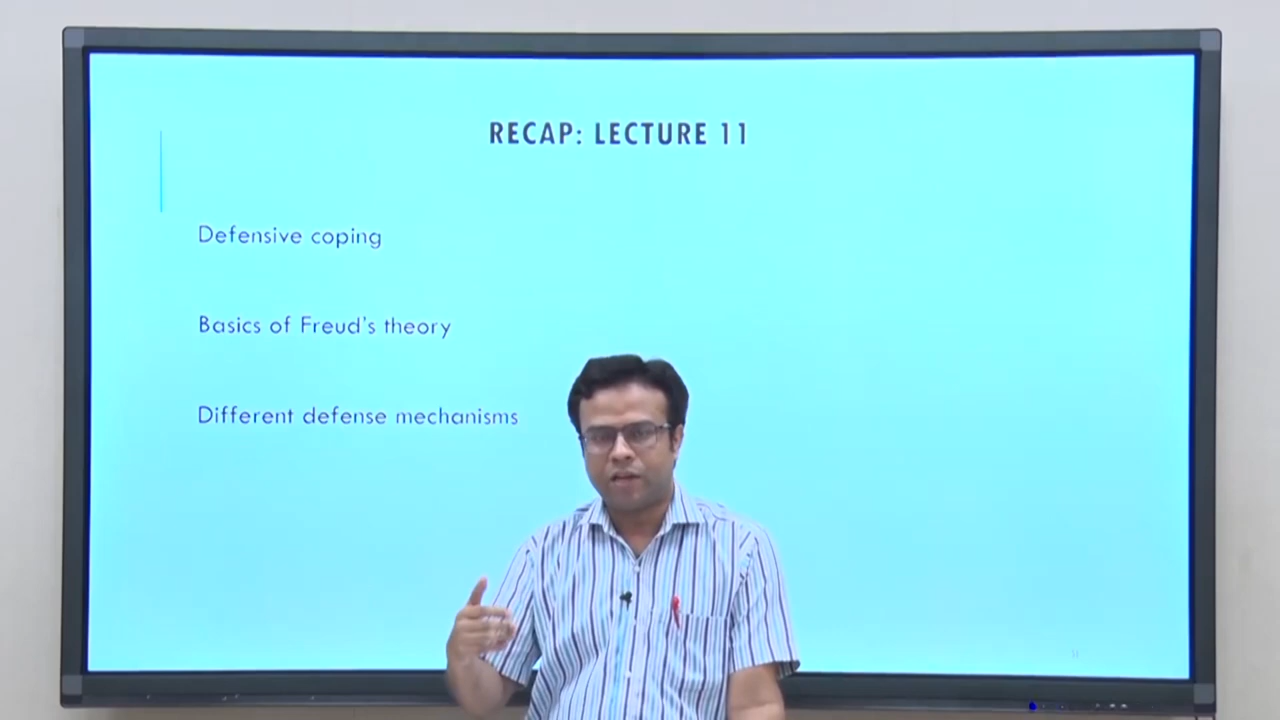 RECAP: LECTURE 11
Defensive coping
Basics of Freud's theory
Different defense mechanisms